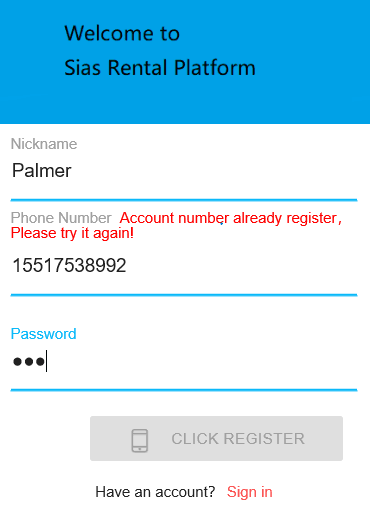 Welcome to
Sias Rental Platform
Nickname
Palmer
Phone Number Account number already register,
Please try it again!
15517538992
Password
●●●
CLICK REGISTER
Have an account? Sign in